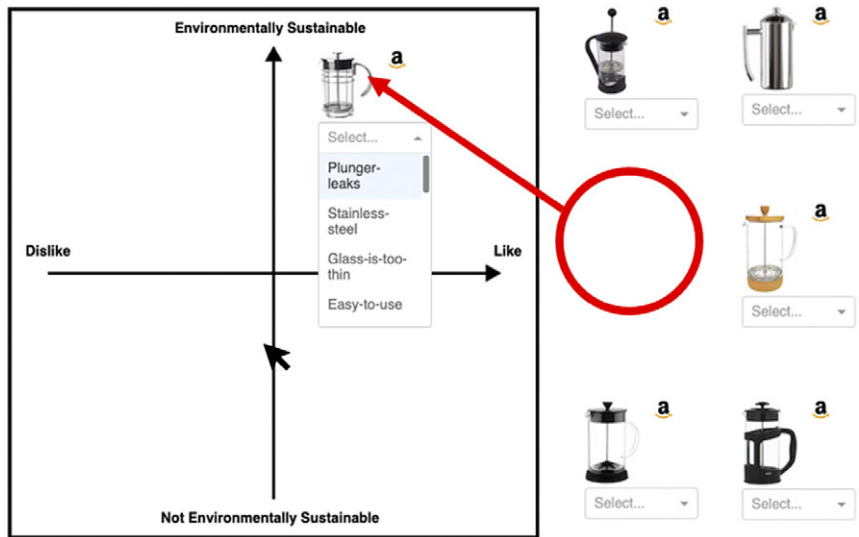 Environmentally Sustainable
a
Select...
Plunger-
leaks
Stainless-
steel
Glass-is-too-
thin
Easy-to-use
Dislike
Like
Not Environmentally Sustainable
a
a
Select...
Select...
a
Select...
a
a
Select...
Select...